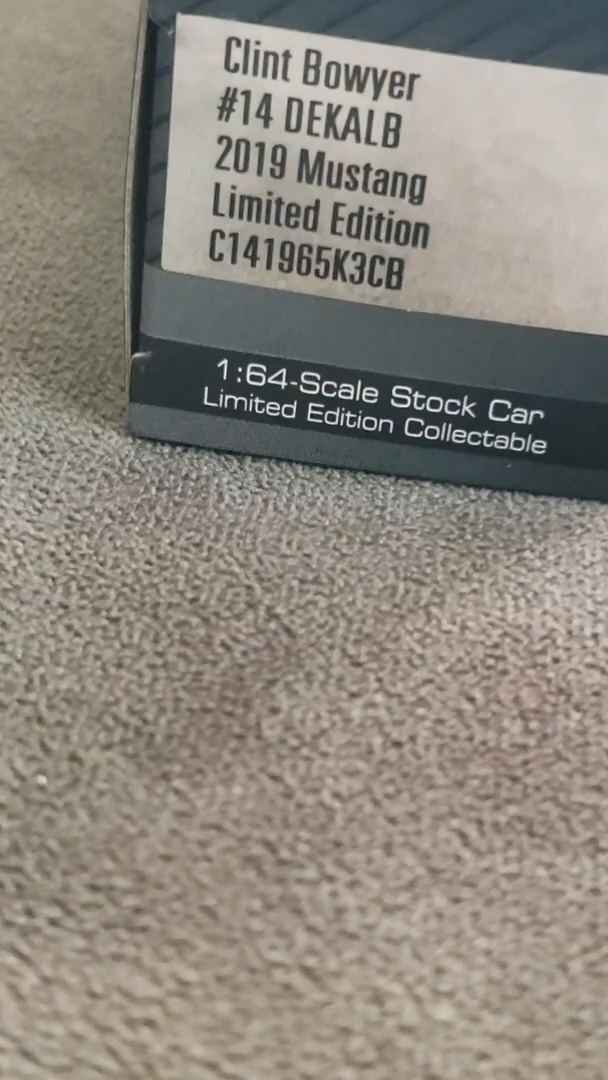 Clint Bowyer
#14 DEKALB
2019 Mustang
Limited Edition
C141965K3CB
1:64-Scale Stock Car
Limited Edition Collectable